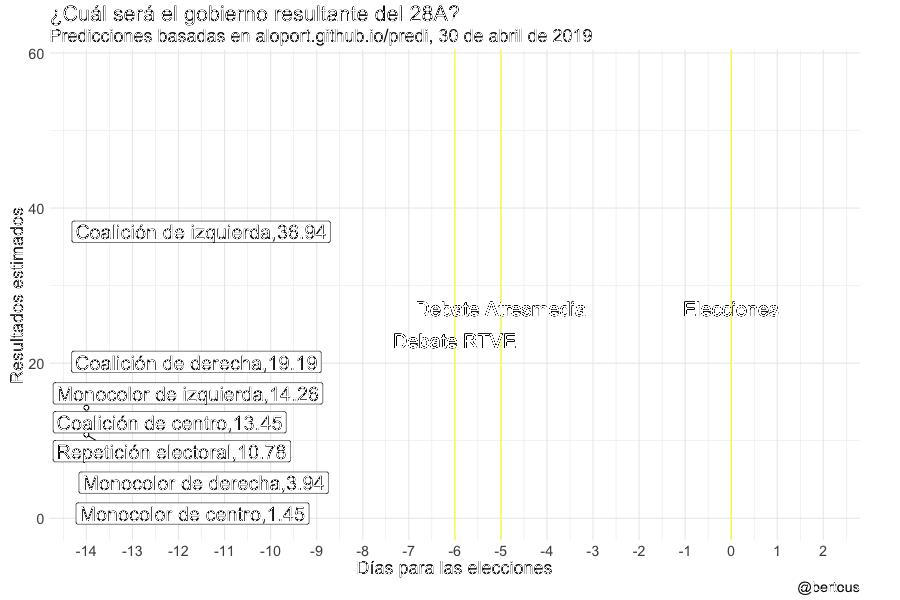 ¿Cuál será el gobierno resultante del 28A?
Predicciones basadas en aloport.github.io/predi, 30 de abril de 2019
60
40
20
0
Resultados estimados
Coalición de izquierda,36.94
Debate Atresmedia
Elecciones
Debate RTVE
Coalición de derecha,19.19
Monocolor de izquierda,14.26
Coalición de centro,13.45
Repetición electoral,10.76
Monocolor de derecha,3.94
Monocolor de centro,1.45
-14 -13 -12 -11 -10 -9 -8 -7 -6 -5 -4 -3 -2 -1 0 1 2
Días para las elecciones
@bertous